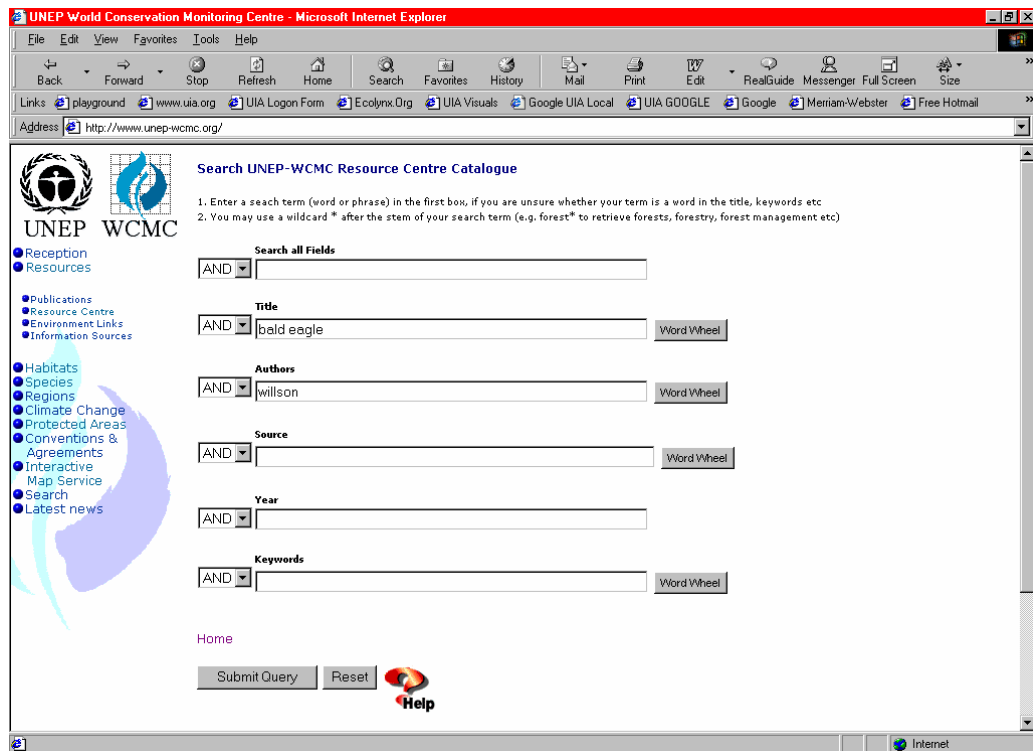 UNEP World Conservation Monitoring Centre - Microsoft Internet Explorer
File Edit View Favorites Tools Help
Back Forward Stop Refresh Home Search Favorites History Mail Print Edit RealGuide Messenger Full Screen Size
Links playground www.uia.org UIA Logon Form Ecolynx.Org UIA Visuals Google UIA Local UIA GOOGLE Google Merriam-Webster Free Hotmail
Address http://www.unep-wcmc.org/
UNEP WCMC
Reception
Resources
Publications
Resource Centre
Environment Links
Information Sources
Habitats
Species
Regions
Climate Change
Protected Areas
Conventions &
Agreements
Interactive
Map Service
Search
Latest news
Search UNEP-WCMC Resource Centre Catalogue
1. Enter a seach term (word or phrase) in the first box, if you are unsure whether your term is a word in the title, keywords etc
2. You may use a wildcard * after the stem of your search term (e.g. forest* to retrieve forests, forestry, forest management etc)
Search all Fields
AND
Title
AND bald eagle Word Wheel
Authors
AND willson Word Wheel
Source
AND Word Wheel
Year
AND
Keywords
AND Word Wheel
Home
Submit Query Reset Help
Internet